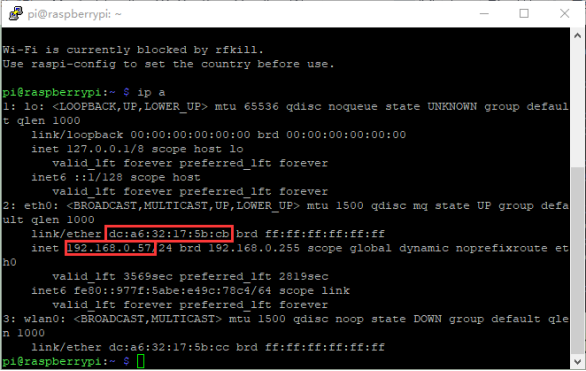 pi@raspberrypi: ~
Wi-Fi is currently blocked by rfkill.
Use raspi-config to set the country before use.
pi@raspberrypi:~ $ ip a
1: lo: <LOOPBACK,UP,LOWER_UP> mtu 65536 qdisc noqueue state UNKNOWN group defaul
t qlen 1000
    link/loopback 00:00:00:00:00:00 brd 00:00:00:00:00:00
    inet 127.0.0.1/8 scope host lo
       valid_lft forever preferred_lft forever
    inet6 ::1/128 scope host
       valid_lft forever preferred_lft forever
2: eth0: <BROADCAST,MULTICAST,UP,LOWER_UP> mtu 1500 qdisc mq state UP group defa
ult qlen 1000
    link/ether dc:a6:32:17:5b:cb brd ff:ff:ff:ff:ff:ff
    inet 192.168.0.57/24 brd 192.168.0.255 scope global dynamic noprefixroute et
h0
       valid_lft 3569sec preferred_lft 2819sec
    inet6 fe80::977f:5abe:e49c:78c4/64 scope link
       valid_lft forever preferred_lft forever
3: wlan0: <BROADCAST,MULTICAST> mtu 1500 qdisc noop state DOWN group default qle
n 1000
    link/ether dc:a6:32:17:5b:cc brd ff:ff:ff:ff:ff:ff
pi@raspberrypi:~ $